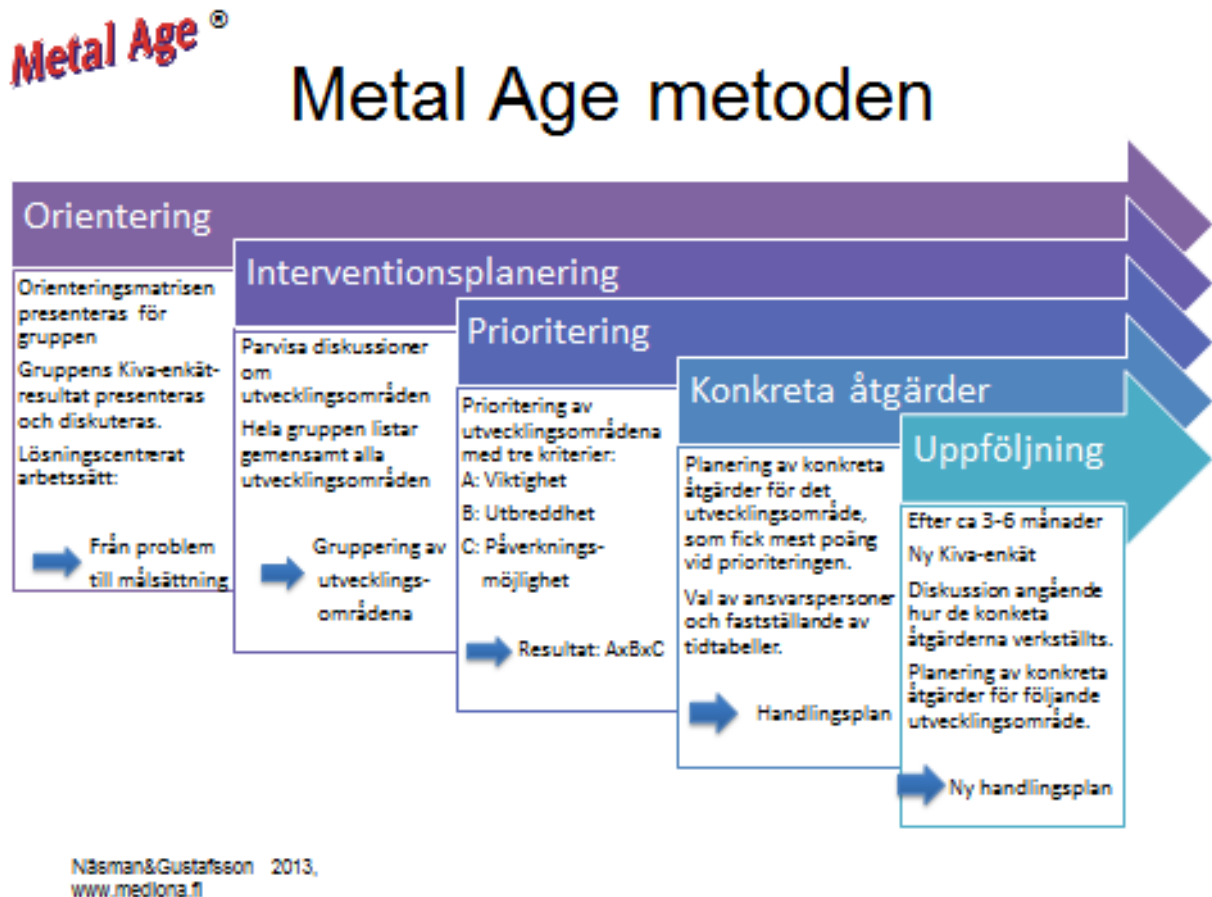 Metal Age ®
Metal Age metoden
Orientering
Orienteringsmatrisen
presenteras för
gruppen
Gruppens Kiva-enkät-
resultat presenteras
och diskuteras.
Lösningscentrerat
arbetssätt:
Från problem
till målsättning
Interventionsplanering
Parvisa diskussioner
om
utvecklingsområden
Hela gruppen listar
gemensamt alla
utvecklingsområden
Gruppering av
utvecklings-
områdena
Prioritering
Prioritering av
utvecklingsområdena
med tre kriterier:
A: Viktighet
B: Utbreddhet
C: Påverknings-
möjlighet
Resultat: AxBxC
Konkreta åtgärder
Planering av konkreta
åtgärder för det
utvecklingsområde,
som fick mest poäng
vid prioriteringen.
Val av ansvarspersoner
och fastställande av
tidtabeller.
Handlingsplan
Uppföljning
Efter ca 3-6 månader
Ny Kiva-enkät
Diskussion angående
hur de konketa
åtgärderna verkställts.
Planering av konkreta
åtgärder för följande
utvecklingsområde.
Ny handlingsplan
Näsman&Gustafsson 2013,
www.mediona.fi